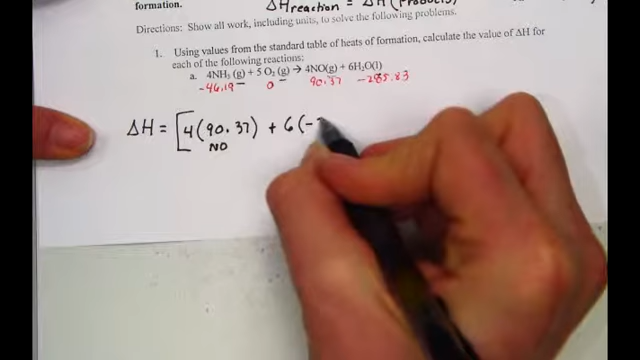 formation. ΔHreaction = ΔH(Products)
Directions: Show all work, including units, to solve the following problems.
1. Using values from the standard table of heats of formation, calculate the value of ΔH for
each of the following reactions.
a. 4NH3 (g) + 5 O2 (g) → 4NO(g) + 6H2O(l)
-46.19 0 90.37 -285.83
ΔH = [4(90.37) + 6(-
NO